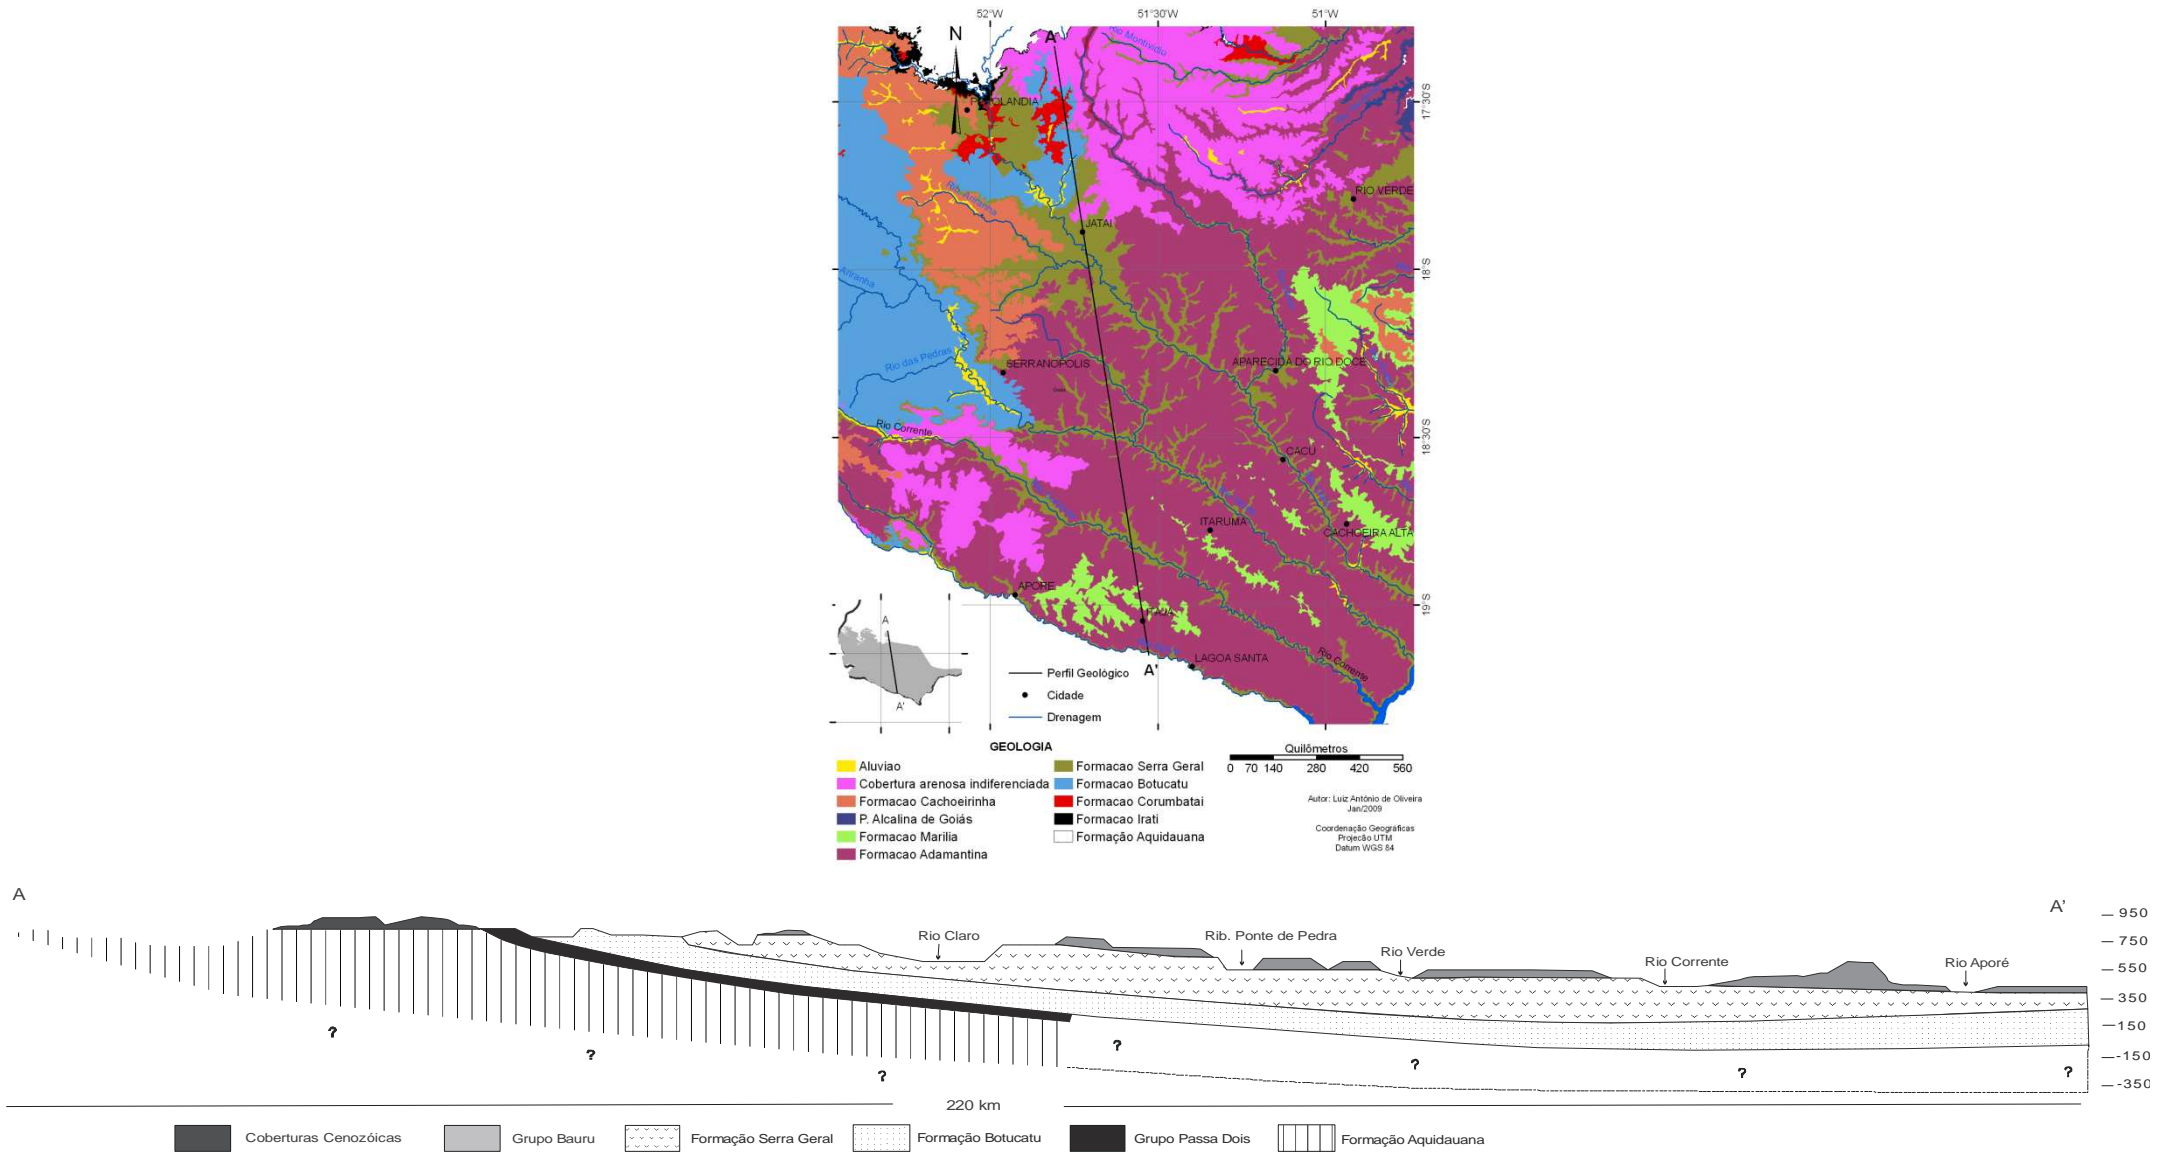 52°W 51°30'W 51°W
N
A
Rio Montividiu
17°30'S
RIO VERDE
Rib. Ariranha
JATAI
18°S
Ariranha
Rio das Pedras
SERRANOPOLIS
APARECIDA DO RIO DOCE
Rio Corrente
18°30'S
CACU
ITARUMA
CACHOEIRA ALTA
APORE
19°S
A
A'
LAGOA SANTA
Rio Corrente
A'
Perfil Geológico
Cidade
Drenagem
GEOLOGIA
Aluviao
Cobertura arenosa indiferenciada
Formacao Cachoeirinha
P. Alcalina de Goiás
Formacao Marilia
Formacao Adamantina
Formacao Serra Geral
Formacao Botucatu
Formacao Corumbatai
Formacao Irati
Formação Aquidauana
Quilômetros
0 70 140 280 420 560
Autor: Luiz Antônio de Oliveira
Jan/2009
Coordenação Geográficas
Projecão UTM
Datum WGS 84
A
A'
Rio Claro
Rib. Ponte de Pedra
Rio Verde
Rio Corrente
Rio Aporé
950
750
550
350
150
-150
-350
? ? ? ? ? ? ?
220 km
Coberturas Cenozóicas
Grupo Bauru
Formação Serra Geral
Formação Botucatu
Grupo Passa Dois
Formação Aquidauana